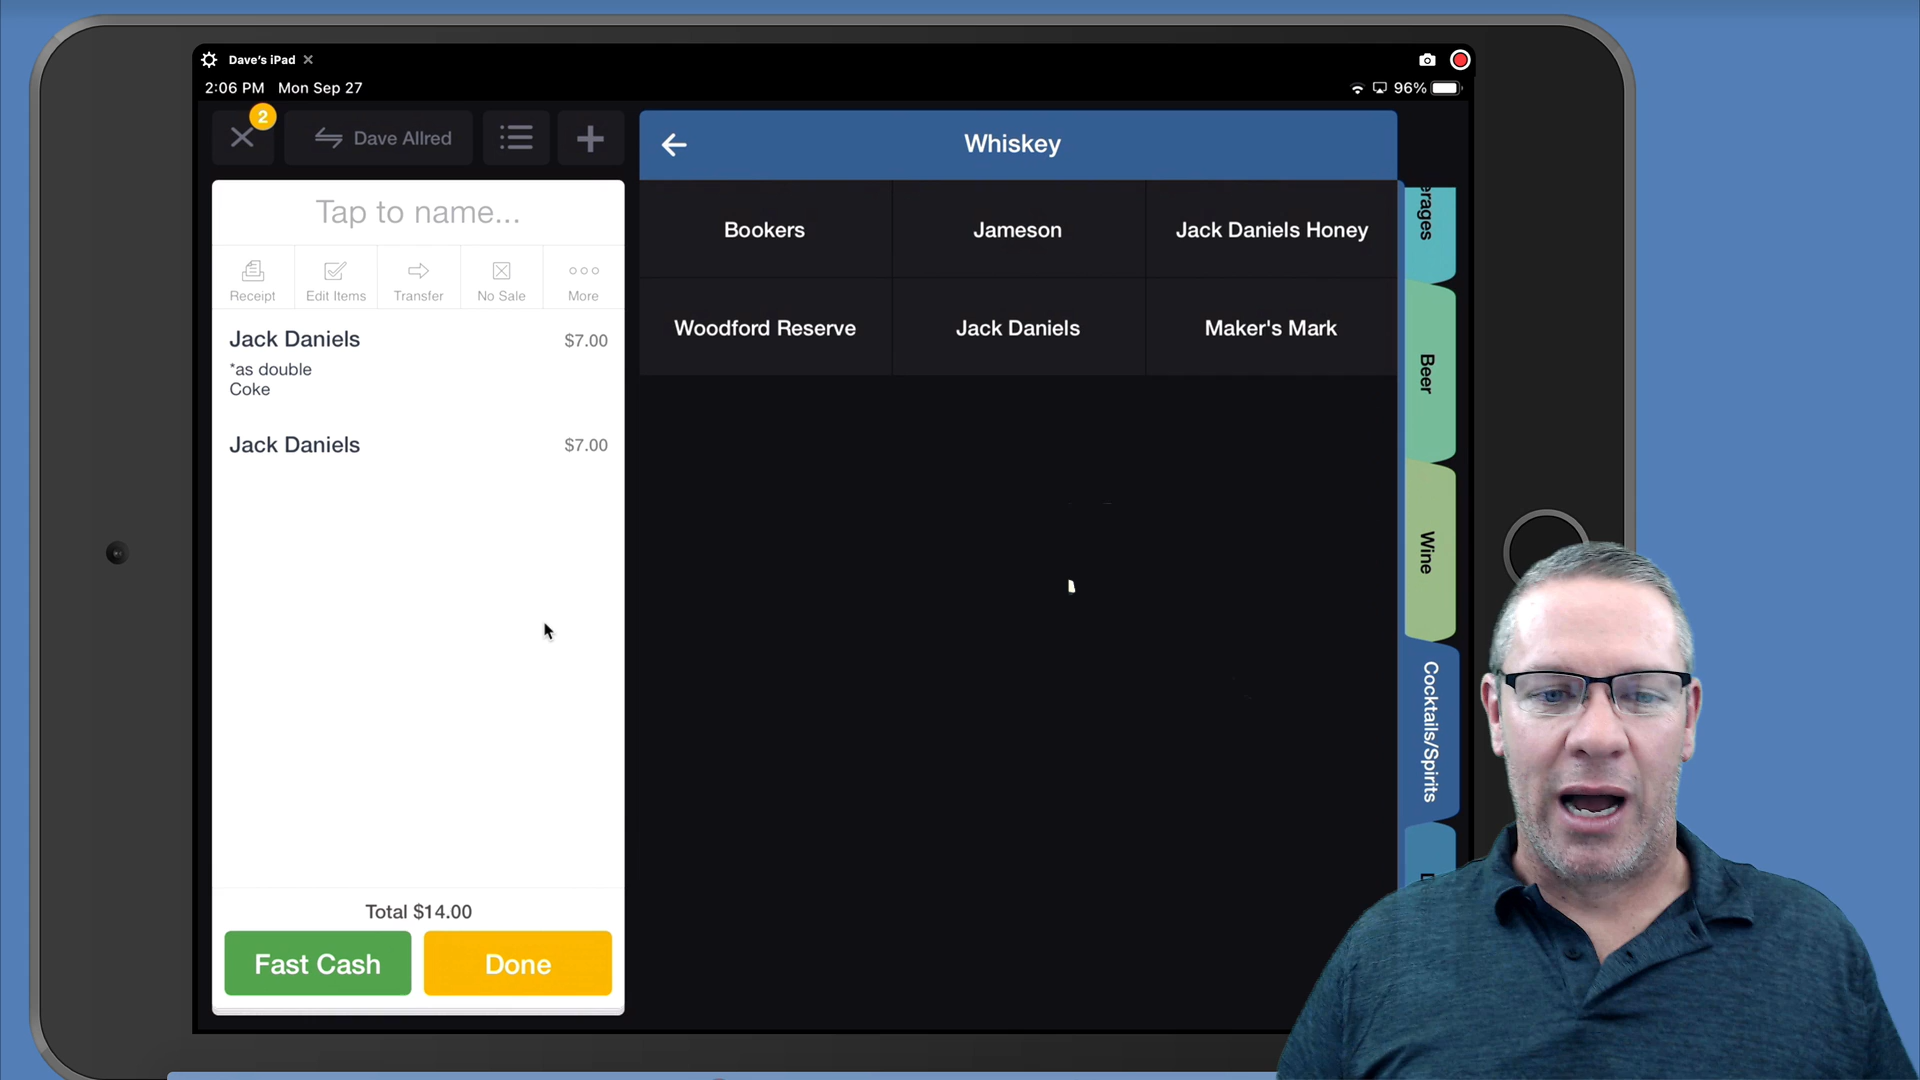 Dave's iPad
2:06 PM Mon Sep 27
96%
2
Dave Allred
Tap to name...
Receipt
Edit Items
Transfer
No Sale
More
Jack Daniels $7.00
*as double
Coke
Jack Daniels $7.00
Total $14.00
Fast Cash
Done
Whiskey
Bookers
Jameson
Jack Daniels Honey
Woodford Reserve
Jack Daniels
Maker's Mark
Beer
Wine
Cocktails/Spirits